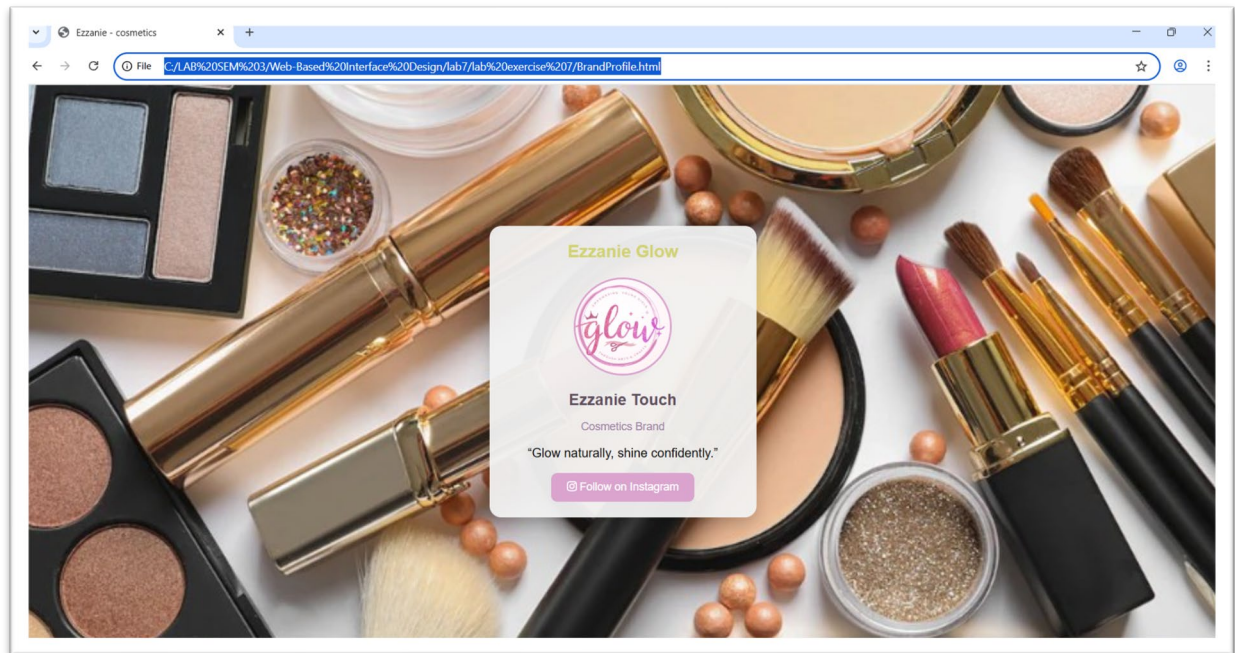 Ezzanie - cosmetics
File C:/LAB%20SEM%203/Web-Based%20Interface%20Design/lab7/lab%20exercise%207/BrandProfile.html
Ezzanie Glow
glow
Ezzanie Touch
Cosmetics Brand
“Glow naturally, shine confidently.”
Follow on Instagram